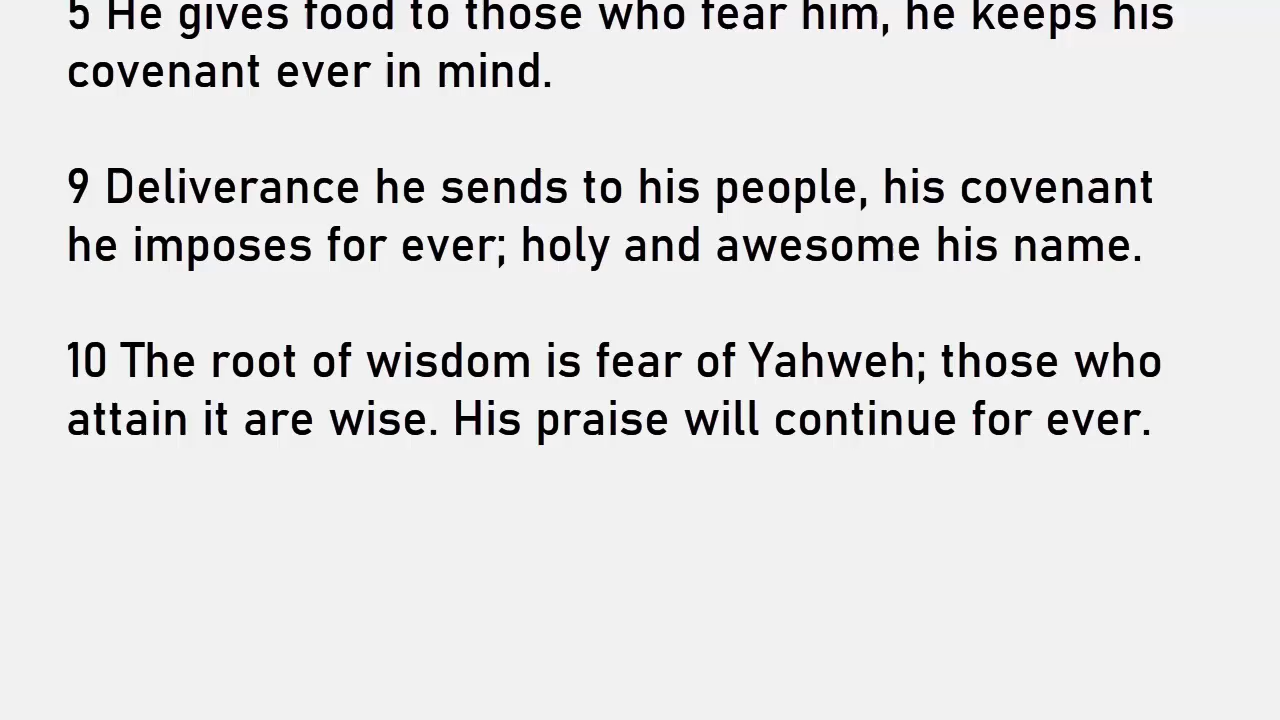 5 He gives food to those who fear him, he keeps his
covenant ever in mind.
9 Deliverance he sends to his people, his covenant
he imposes for ever; holy and awesome his name.
10 The root of wisdom is fear of Yahweh; those who
attain it are wise. His praise will continue for ever.